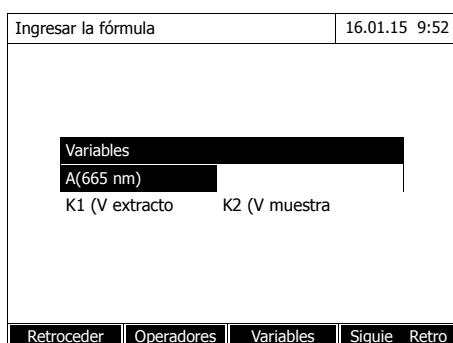 Ingresar la fórmula 16.01.15 9:52
Variables
A(665 nm)
K1 (V extracto K2 (V muestra
Retroceder Operadores Variables Siguie Retro